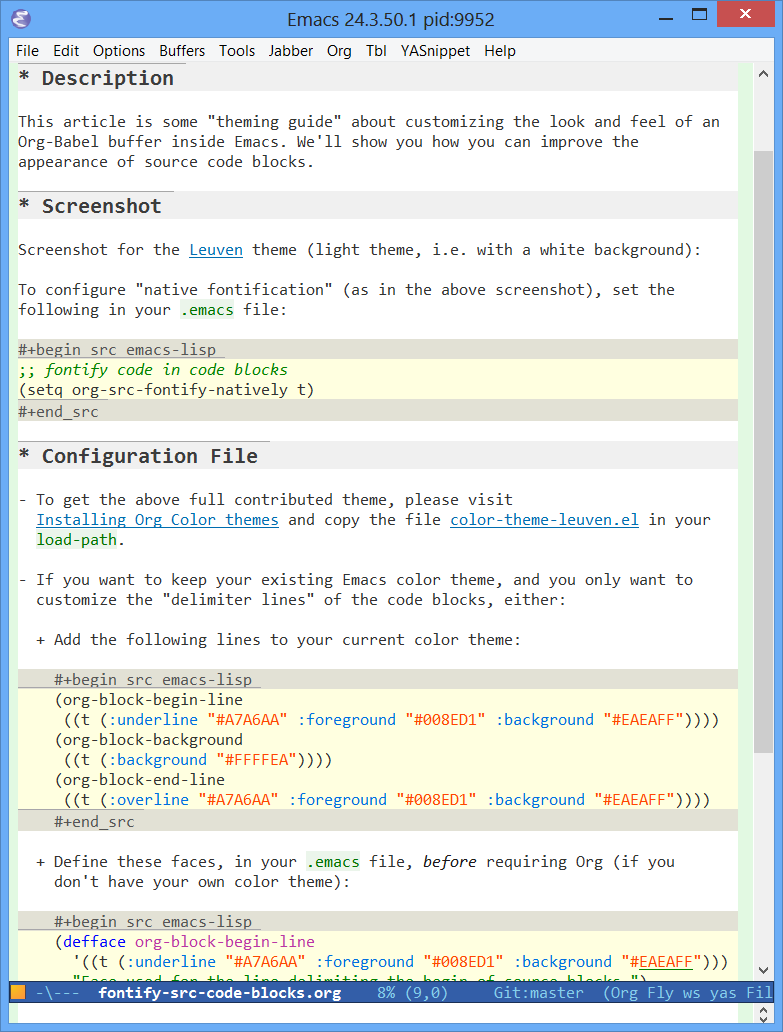 Emacs 24.3.50.1 pid:9952
File Edit Options Buffers Tools Jabber Org Tbl YASnippet Help
* Description
This article is some "theming guide" about customizing the look and feel of an
Org-Babel buffer inside Emacs. We'll show you how you can improve the
appearance of source code blocks.
* Screenshot
Screenshot for the Leuven theme (light theme, i.e. with a white background):
To configure "native fontification" (as in the above screenshot), set the
following in your .emacs file:
#+begin_src emacs-lisp
;; fontify code in code blocks
(setq org-src-fontify-natively t)
#+end_src
* Configuration File
- To get the above full contributed theme, please visit
Installing Org Color themes and copy the file color-theme-leuven.el in your
load-path.
- If you want to keep your existing Emacs color theme, and you only want to
customize the "delimiter lines" of the code blocks, either:
+ Add the following lines to your current color theme:
#+begin_src emacs-lisp
(org-block-begin-line
((t (:underline "#A7A6AA" :foreground "#008ED1" :background "#EAEAFF"))))
(org-block-background
((t (:background "#FFFFEA"))))
(org-block-end-line
((t (:overline "#A7A6AA" :foreground "#008ED1" :background "#EAEAFF"))))
#+end_src
+ Define these faces, in your .emacs file, before requiring Org (if you
don't have your own color theme):
#+begin_src emacs-lisp
(defface org-block-begin-line
'((t (:underline "#A7A6AA" :foreground "#008ED1" :background "#EAEAFF")))
"Face used for the line delimiting the begin of source blocks.")
-\--- fontify-src-code-blocks.org 8% (9,0) Git:master (Org Fly ws yas Fil